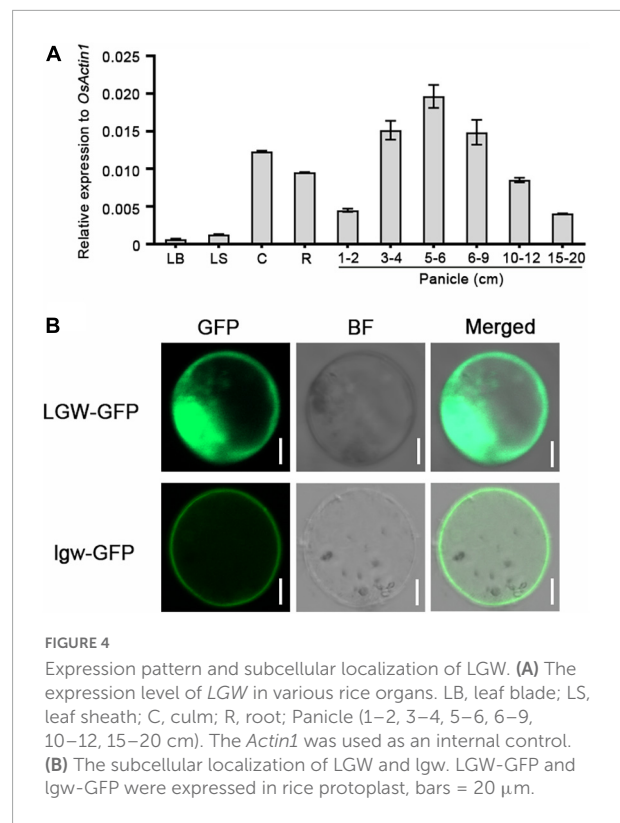 A
Relative expression to OsActin1
0.025
0.020
0.015
0.010
0.005
0
LB LS C R 1-2 3-4 5-6 6-9 10-12 15-20
Panicle (cm)
B
GFP BF Merged
LGW-GFP
lgw-GFP
FIGURE 4
Expression pattern and subcellular localization of LGW. (A) The
expression level of LGW in various rice organs. LB, leaf blade; LS,
leaf sheath; C, culm; R, root; Panicle (1–2, 3–4, 5–6, 6–9,
10–12, 15–20 cm). The Actin1 was used as an internal control.
(B) The subcellular localization of LGW and lgw. LGW-GFP and
lgw-GFP were expressed in rice protoplast, bars = 20 μm.